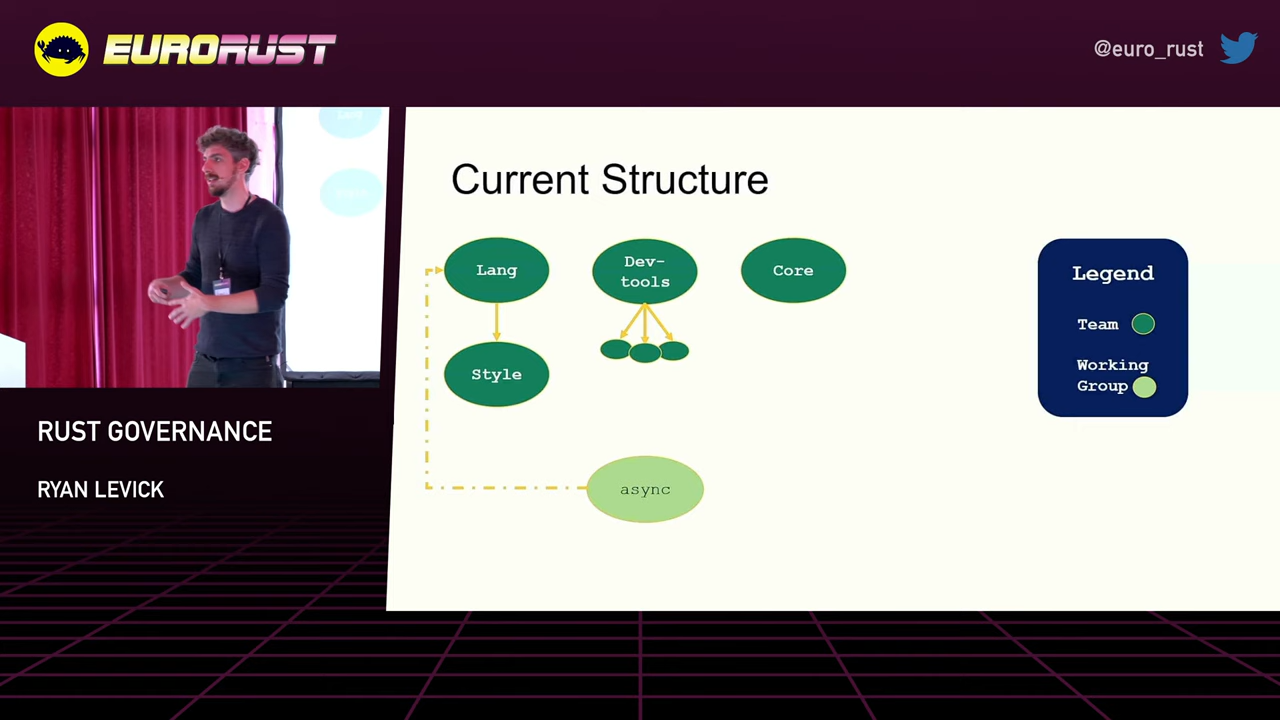 EURORUST
@euro_rust
Current Structure
Lang
Dev-
tools
Core
Style
async
Legend
Team
Working
Group
RUST GOVERNANCE
RYAN LEVICK